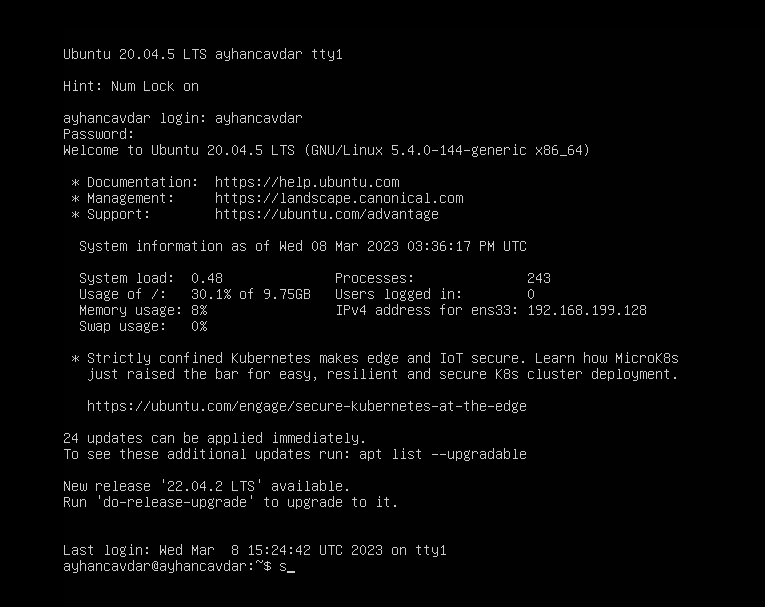 Ubuntu 20.04.5 LTS ayhancavdar tty1
Hint: Num Lock on
ayhancavdar login: ayhancavdar
Password:
Welcome to Ubuntu 20.04.5 LTS (GNU/Linux 5.4.0-144-generic x86_64)
* Documentation:  https://help.ubuntu.com
* Management:     https://landscape.canonical.com
* Support:        https://ubuntu.com/advantage
System information as of Wed 08 Mar 2023 03:36:17 PM UTC
System load:  0.48              Processes:              243
Usage of /:   30.1% of 9.75GB   Users logged in:        0
Memory usage: 8%                IPv4 address for ens33: 192.168.199.128
Swap usage:   0%
* Strictly confined Kubernetes makes edge and IoT secure. Learn how MicroK8s
just raised the bar for easy, resilient and secure K8s cluster deployment.
https://ubuntu.com/engage/secure-kubernetes-at-the-edge
24 updates can be applied immediately.
To see these additional updates run: apt list --upgradable
New release '22.04.2 LTS' available.
Run 'do-release-upgrade' to upgrade to it.
Last login: Wed Mar  8 15:24:42 UTC 2023 on tty1
ayhancavdar@ayhancavdar:~$ s_